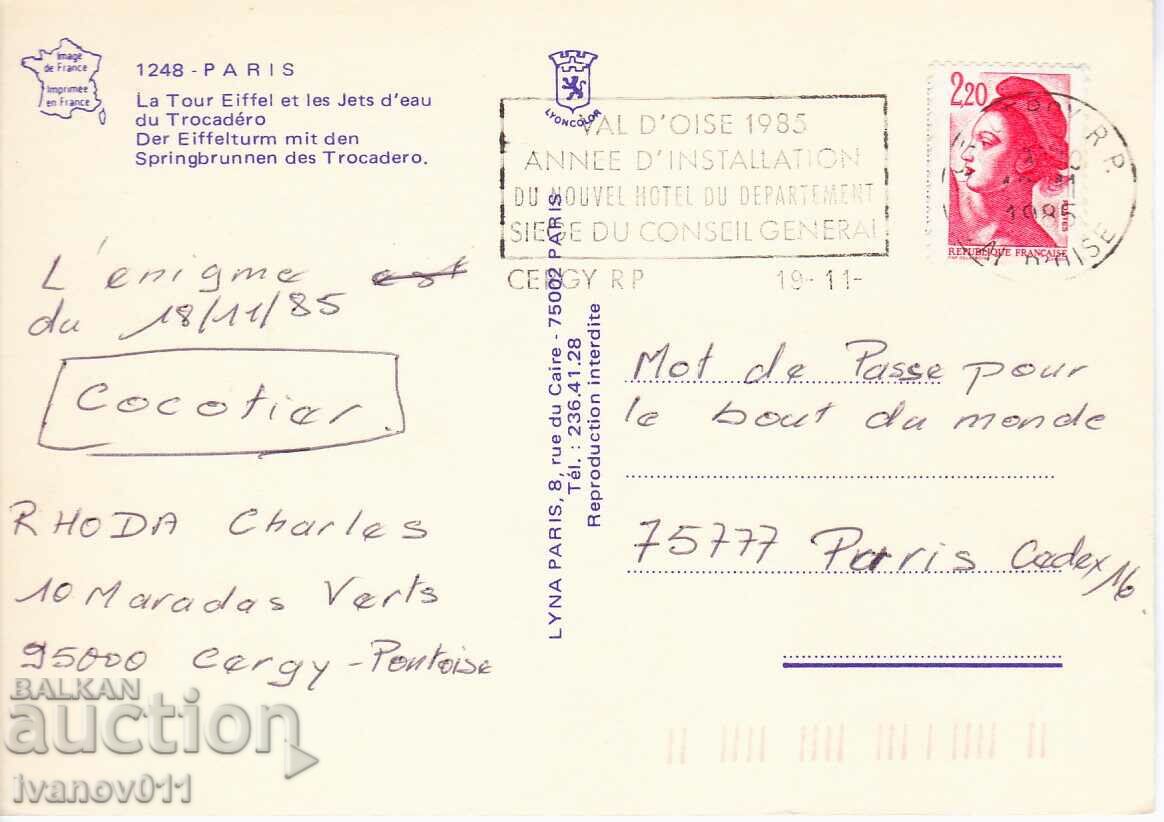 Image
de France
Imprimée
en France
1248 - PARIS
La Tour Eiffel et les Jets d'eau
du Trocadéro
Der Eiffelturm mit den
Springbrunnen des Trocadero.
LYONCOLOR
VAL D'OISE 1985
ANNEE D'INSTALLATION
DU NOUVEL HOTEL DU DEPARTEMENT
SIEGE DU CONSEIL GENERAL
CERGY RP 19-11-
2,20
R.P.
1985
REPUBLIQUE FRANÇAISE
L'énigme est
du 18/11/85
Cocotier.
RHODA Charles
10 Maradas Verts
95000 Cergy-Pontoise
LYNA PARIS, 8, rue du Caire - 75002 PARIS
Tél. : 236.41.28
Reproduction interdite
Mot de Passe pour
le bout du monde
75777 Paris Cedex 16
BALKAN
auction
ivanov011